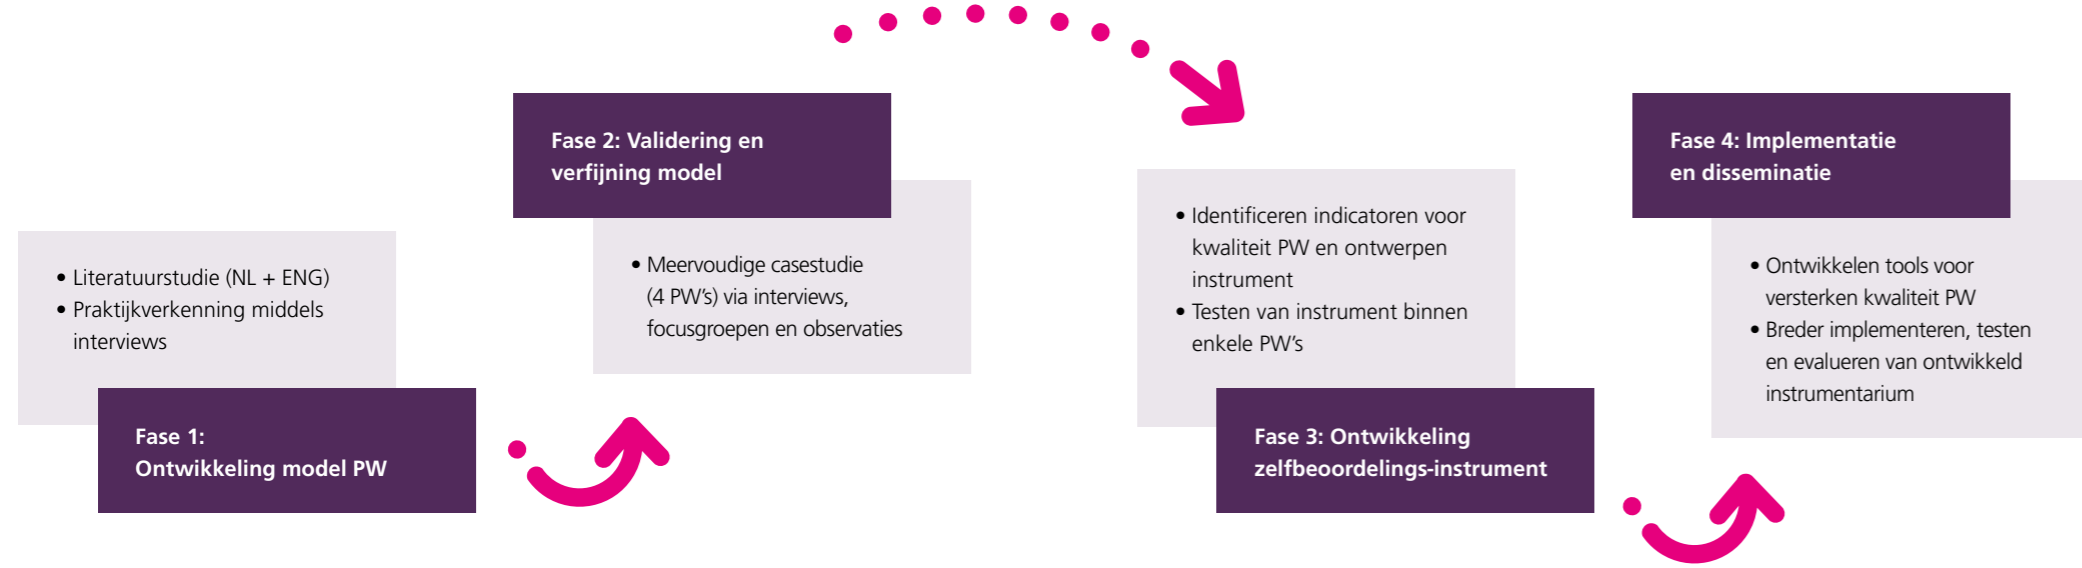 • Literatuurstudie (NL + ENG)
• Praktijkverkenning middels
interviews
Fase 1:
Ontwikkeling model PW
Fase 2: Validering en
verfijning model
• Meervoudige casestudie
(4 PW's) via interviews,
focusgroepen en observaties
• Identificeren indicatoren voor
kwaliteit PW en ontwerpen
instrument
• Testen van instrument binnen
enkele PW's
Fase 3: Ontwikkeling
zelfbeoordelings-instrument
Fase 4: Implementatie
en disseminatie
• Ontwikkelen tools voor
versterken kwaliteit PW
• Breder implementeren, testen
en evalueren van ontwikkeld
instrumentarium